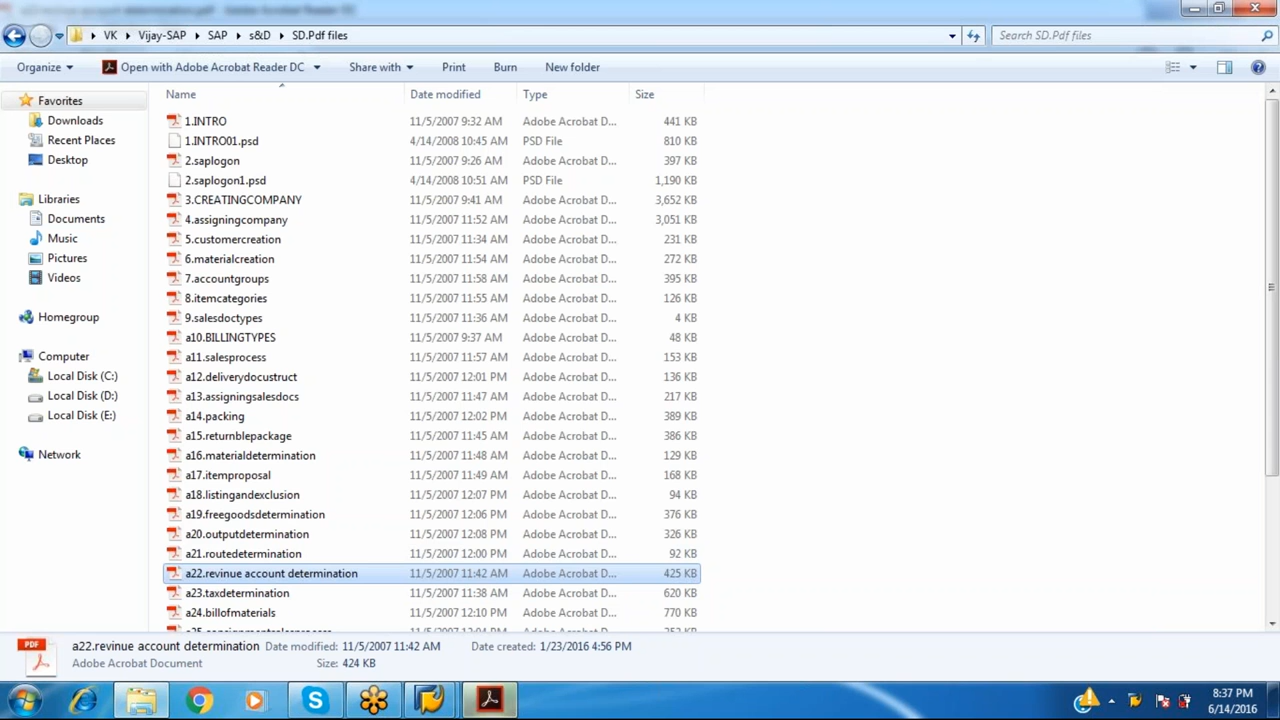 VK Vijay-SAP SAP s&D SD.Pdf files Search SD.Pdf files
Organize Open with Adobe Acrobat Reader DC Share with Print Burn New folder
Name Date modified Type Size
Favorites
Downloads
Recent Places
Desktop
Libraries
Documents
Music
Pictures
Videos
Homegroup
Computer
Local Disk (C:)
Local Disk (D:)
Local Disk (E:)
Network
1.INTRO 11/5/2007 9:32 AM Adobe Acrobat D... 441 KB
1.INTRO01.psd 4/14/2008 10:45 AM PSD File 810 KB
2.saplogon 11/5/2007 9:26 AM Adobe Acrobat D... 397 KB
2.saplogon1.psd 4/14/2008 10:51 AM PSD File 1,190 KB
3.CREATINGCOMPANY 11/5/2007 9:41 AM Adobe Acrobat D... 3,652 KB
4.assigningcompany 11/5/2007 11:52 AM Adobe Acrobat D... 3,051 KB
5.customercreation 11/5/2007 11:34 AM Adobe Acrobat D... 231 KB
6.materialcreation 11/5/2007 11:54 AM Adobe Acrobat D... 272 KB
7.accountgroups 11/5/2007 11:58 AM Adobe Acrobat D... 395 KB
8.itemcategories 11/5/2007 11:55 AM Adobe Acrobat D... 126 KB
9.salesdoctypes 11/5/2007 11:36 AM Adobe Acrobat D... 4 KB
a10.BILLINGTYPES 11/5/2007 9:37 AM Adobe Acrobat D... 48 KB
a11.salesprocess 11/5/2007 11:57 AM Adobe Acrobat D... 153 KB
a12.deliverydocustruct 11/5/2007 12:01 PM Adobe Acrobat D... 136 KB
a13.assigningsalesdocs 11/5/2007 11:47 AM Adobe Acrobat D... 217 KB
a14.packing 11/5/2007 12:02 PM Adobe Acrobat D... 389 KB
a15.returnblepackage 11/5/2007 11:45 AM Adobe Acrobat D... 386 KB
a16.materialdetermination 11/5/2007 11:48 AM Adobe Acrobat D... 129 KB
a17.itemproposal 11/5/2007 11:49 AM Adobe Acrobat D... 168 KB
a18.listingandexclusion 11/5/2007 12:07 PM Adobe Acrobat D... 94 KB
a19.freegoodsdetermination 11/5/2007 12:06 PM Adobe Acrobat D... 376 KB
a20.outputdetermination 11/5/2007 12:08 PM Adobe Acrobat D... 326 KB
a21.routedetermination 11/5/2007 12:00 PM Adobe Acrobat D... 92 KB
a22.revinue account determination 11/5/2007 11:42 AM Adobe Acrobat D... 425 KB
a23.taxdetermination 11/5/2007 11:38 AM Adobe Acrobat D... 620 KB
a24.billofmaterials 11/5/2007 12:10 PM Adobe Acrobat D... 770 KB
PDF a22.revinue account determination Date modified: 11/5/2007 11:42 AM Date created: 1/23/2016 4:56 PM
Adobe Acrobat Document Size: 424 KB
8:37 PM
6/14/2016